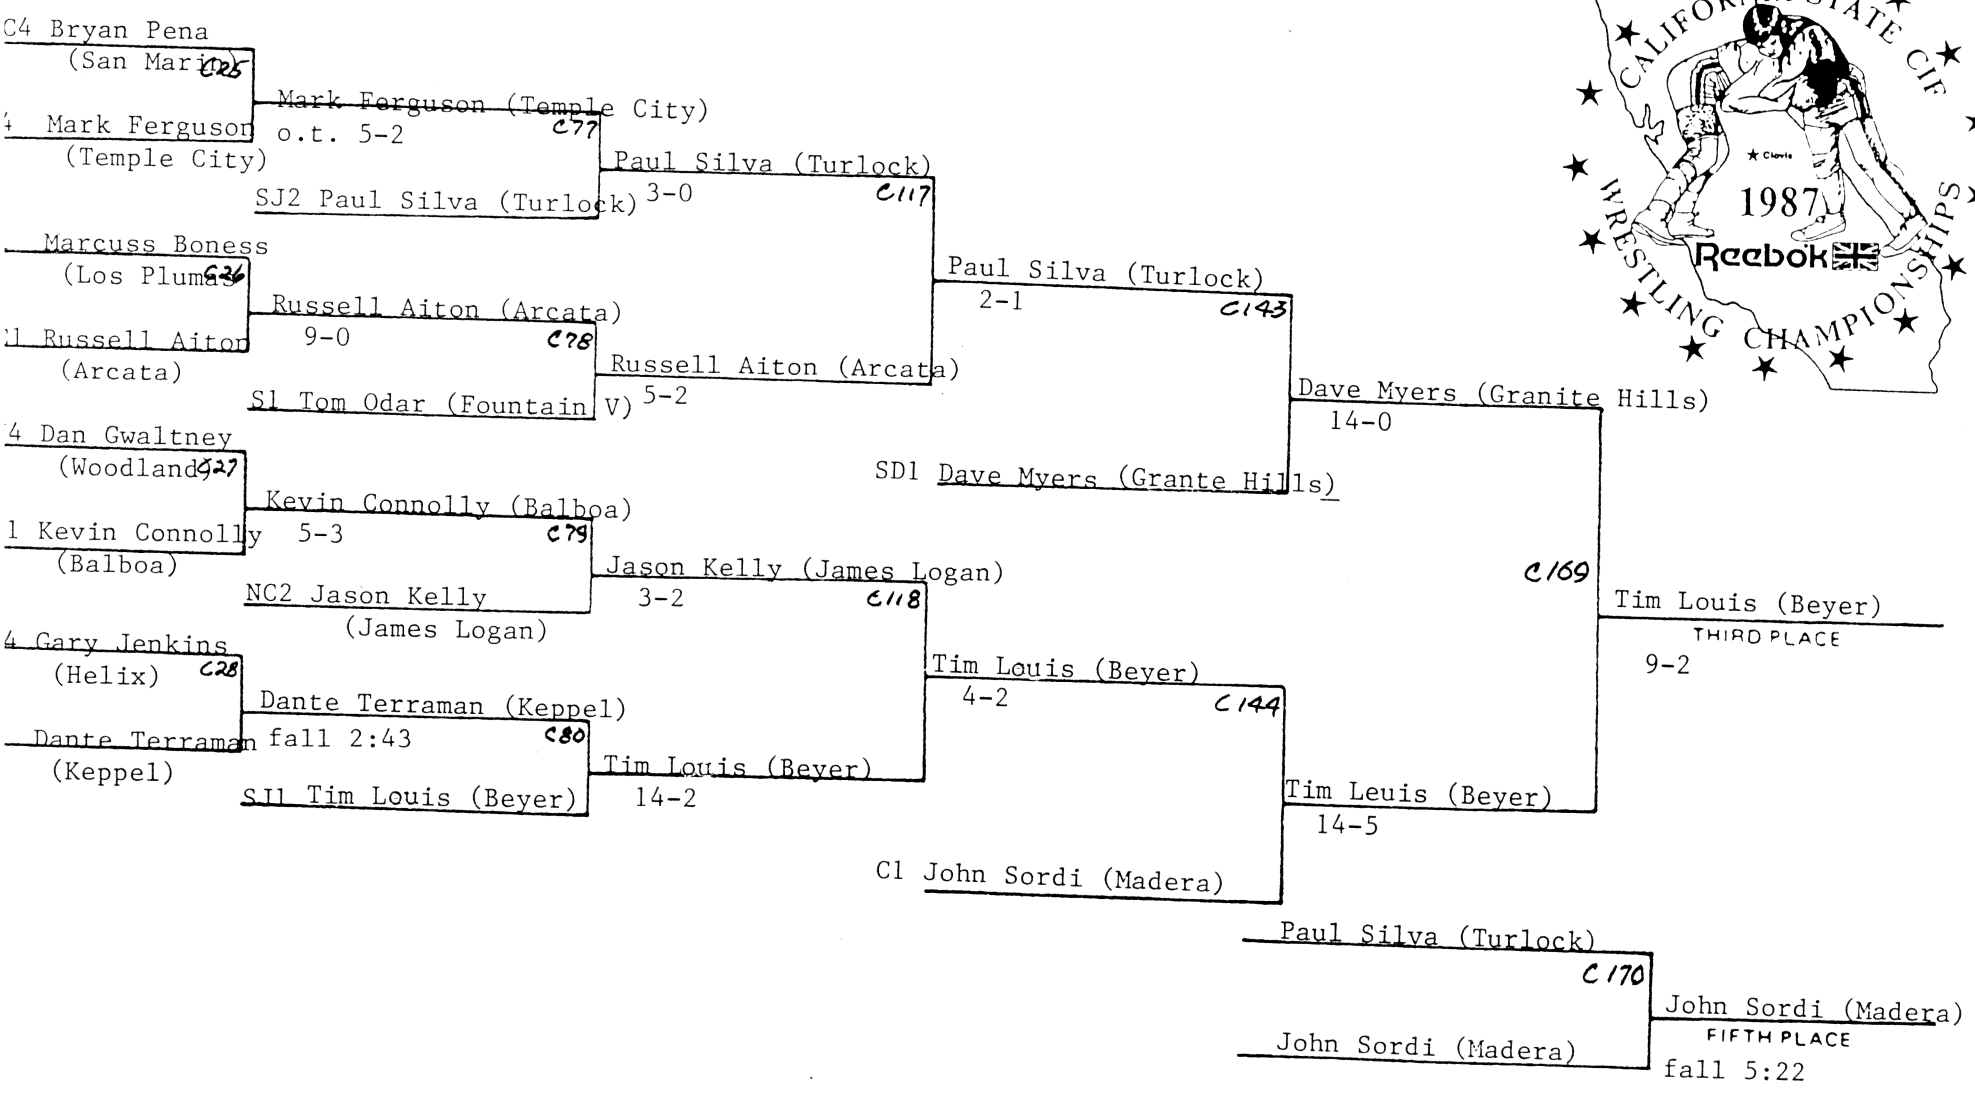 C4 Bryan Pena
(San Marino)
C25
4 Mark Ferguson
(Temple City)
Mark Ferguson (Temple City)
o.t. 5-2
C77
SJ2 Paul Silva (Turlock)
Paul Silva (Turlock)
3-0
C117
Marcuss Boness
(Los Plumas
C26
1 Russell Aiton
(Arcata)
Russell Aiton (Arcata)
9-0
C78
S1 Tom Odar (Fountain V)
Russell Aiton (Arcata)
5-2
Paul Silva (Turlock)
2-1
C143
4 Dan Gwaltney
(Woodland)
C27
1 Kevin Connolly
(Balboa)
Kevin Connolly (Balboa)
5-3
C79
NC2 Jason Kelly
(James Logan)
Jason Kelly (James Logan)
3-2
C118
4 Gary Jenkins
(Helix)
C28
Dante Terraman
(Keppel)
Dante Terraman (Keppel)
fall 2:43
C80
SJ1 Tim Louis (Beyer)
Tim Louis (Beyer)
14-2
Tim Louis (Beyer)
4-2
C144
SD1 Dave Myers (Grante Hills)
Dave Myers (Granite Hills)
14-0
C1 John Sordi (Madera)
Tim Leuis (Beyer)
14-5
C169
Tim Louis (Beyer)
THIRD PLACE
9-2
Paul Silva (Turlock)
C170
John Sordi (Madera)
John Sordi (Madera)
FIFTH PLACE
fall 5:22
CALIFORNIA STATE CIF
Clovis
1987
Reebok
WRESTLING CHAMPIONSHIPS